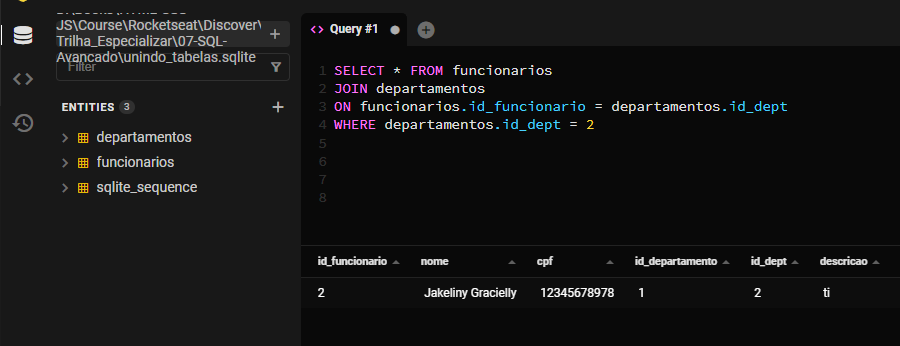 JS\Course\Rocketseat\Discover\
Trilha_Especializar\07-SQL-
Avancado\unindo_tabelas.sqlite
Filter
ENTITIES 3
departamentos
funcionarios
sqlite_sequence
Query #1
1 SELECT * FROM funcionarios
2 JOIN departamentos
3 ON funcionarios.id_funcionario = departamentos.id_dept
4 WHERE departamentos.id_dept = 2
5
6
7
8
id_funcionario nome cpf id_departamento id_dept descricao
2 Jakeliny Gracielly 12345678978 1 2 ti